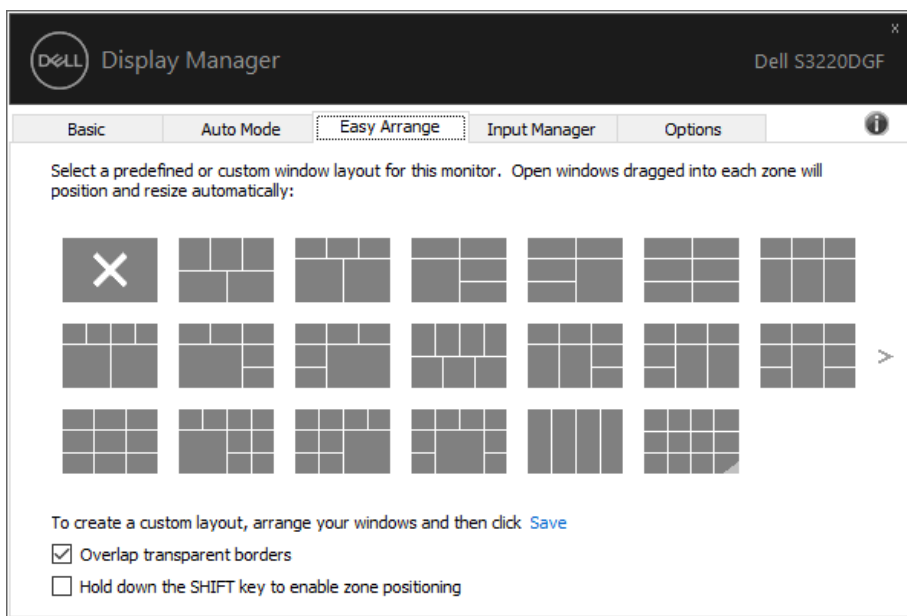 x
DELL Display Manager Dell S3220DGF
Basic Auto Mode Easy Arrange Input Manager Options i
Select a predefined or custom window layout for this monitor.  Open windows dragged into each zone will
position and resize automatically:
>
To create a custom layout, arrange your windows and then click Save
Overlap transparent borders
Hold down the SHIFT key to enable zone positioning